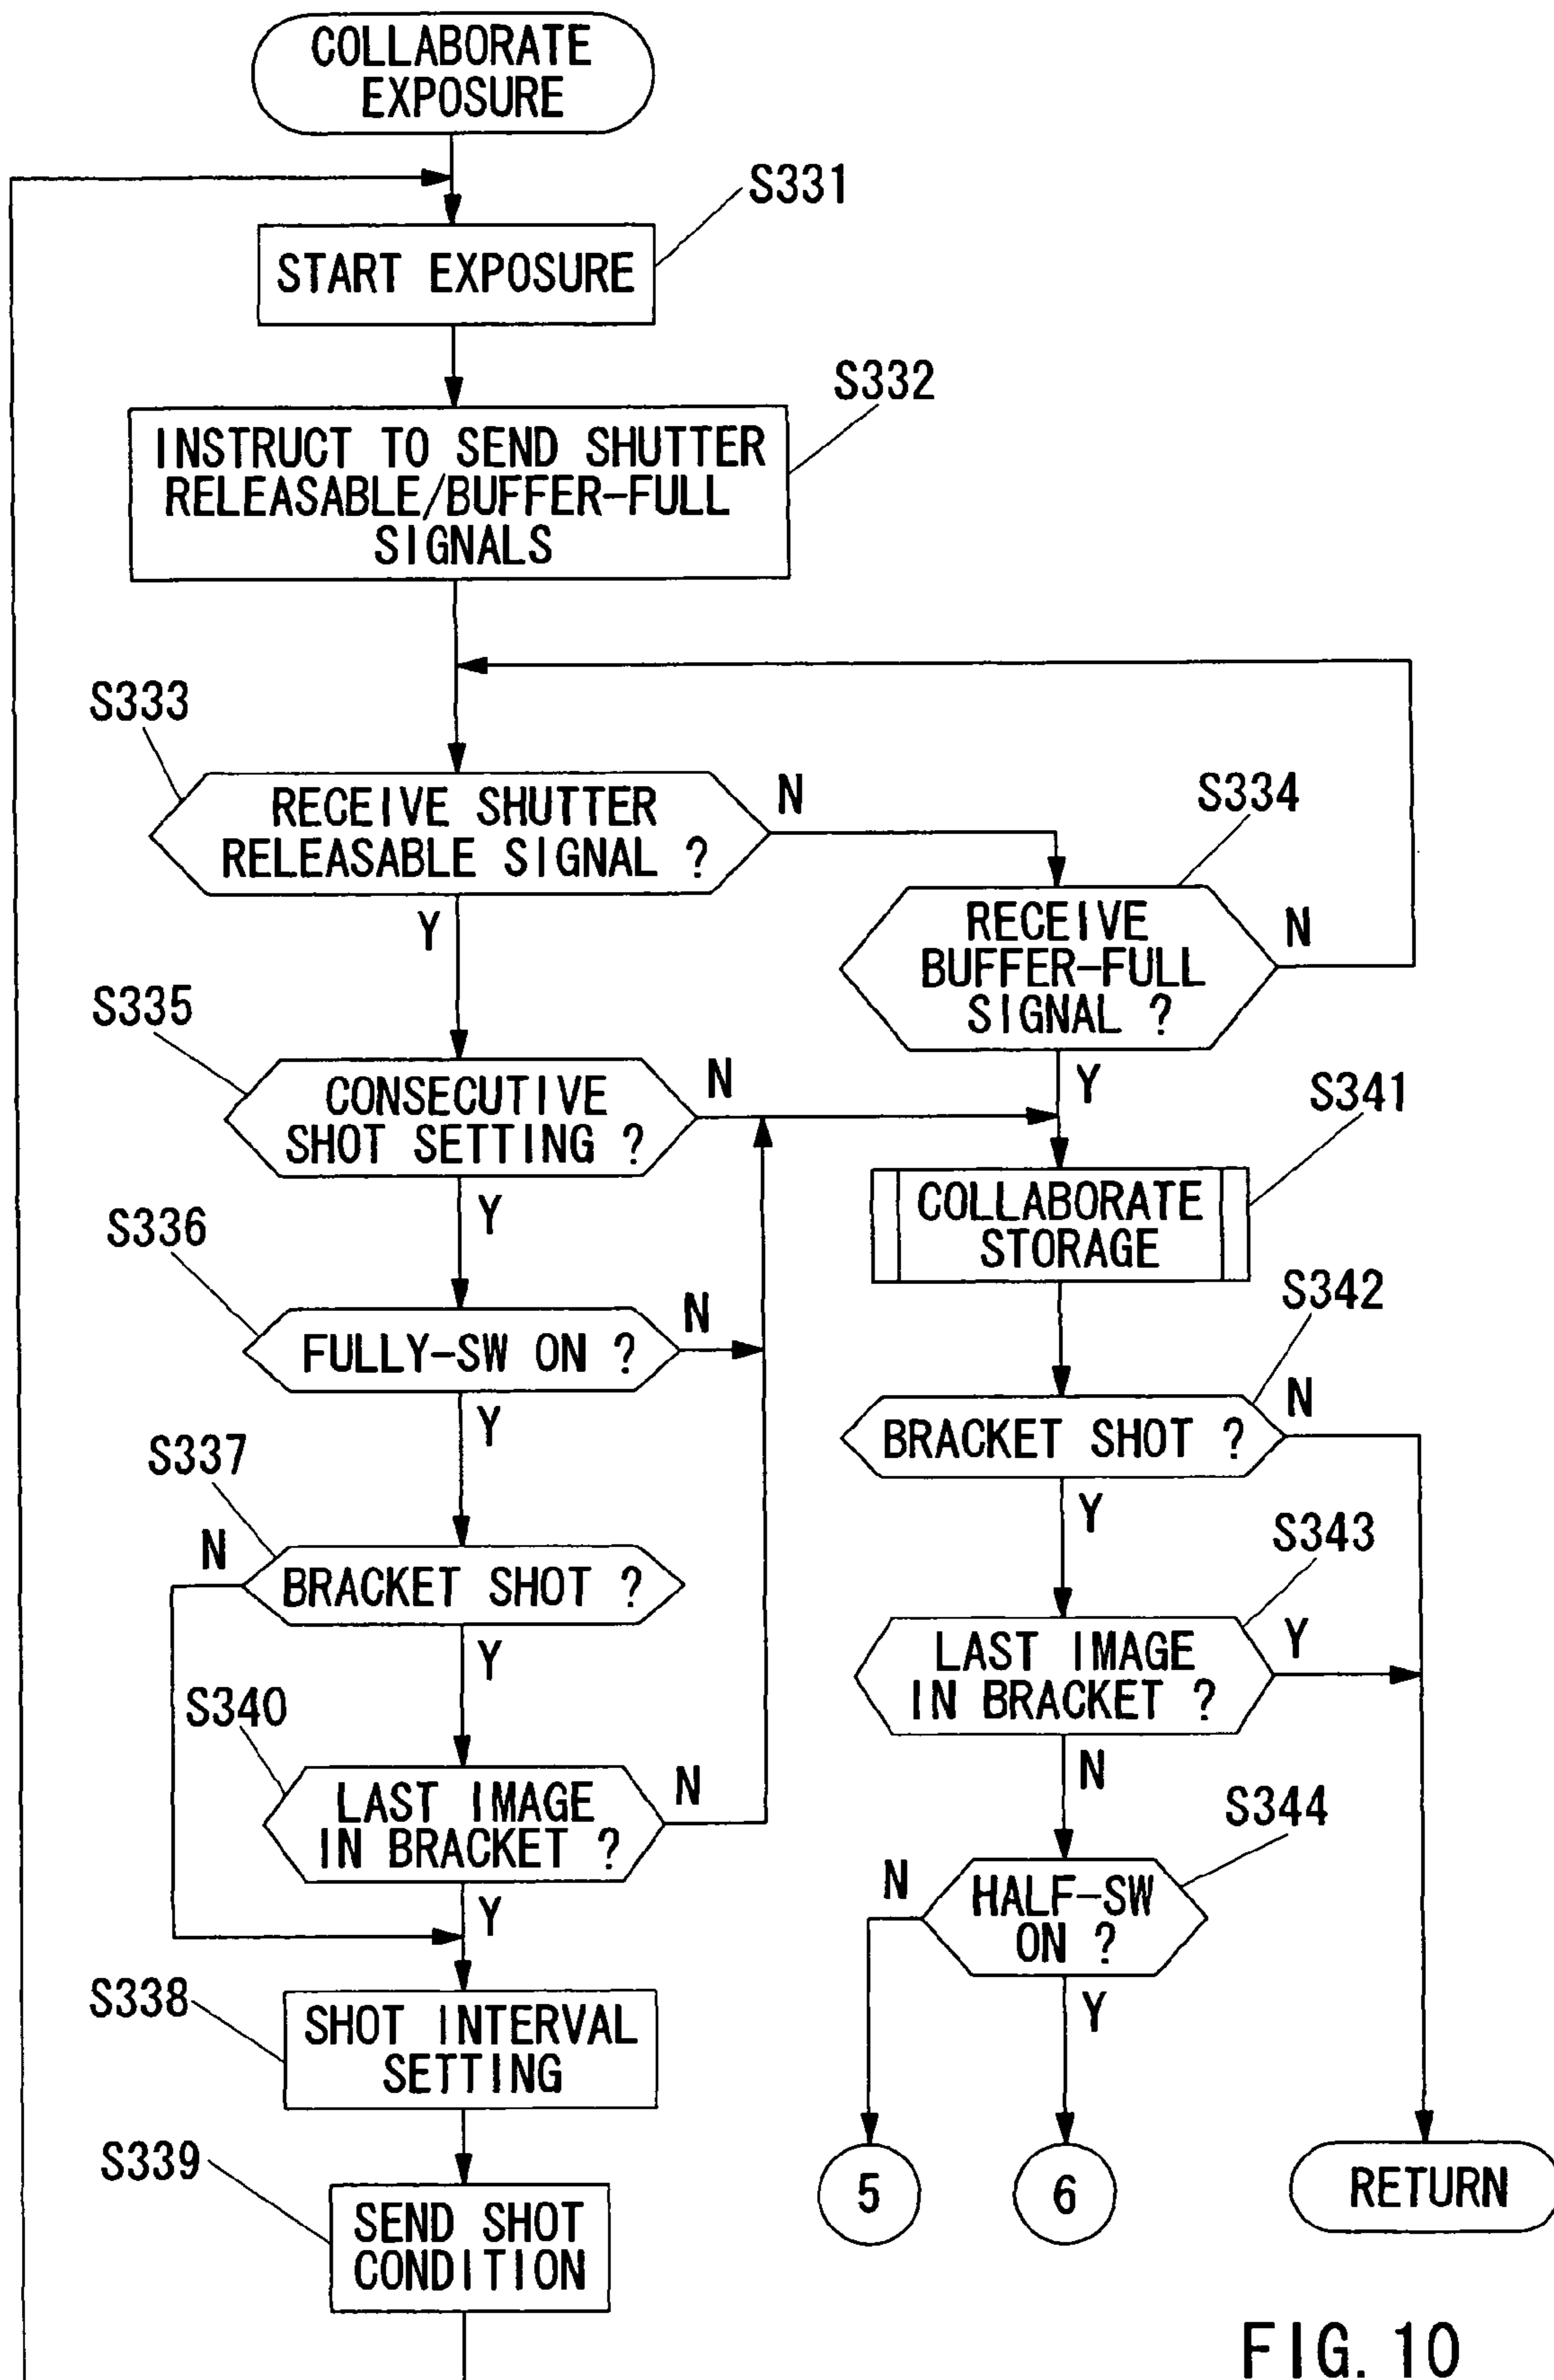 COLLABORATE
EXPOSURE
S331
START EXPOSURE
S332
INSTRUCT TO SEND SHUTTER
RELEASABLE/BUFFER-FULL
SIGNALS
S333
RECEIVE SHUTTER
RELEASABLE SIGNAL ?
N
Y
S334
RECEIVE
BUFFER-FULL
SIGNAL ?
N
Y
S335
CONSECUTIVE
SHOT SETTING ?
N
Y
S341
COLLABORATE
STORAGE
S336
FULLY-SW ON ?
N
Y
S342
BRACKET SHOT ?
N
Y
S337
N
BRACKET SHOT ?
Y
S343
LAST IMAGE
IN BRACKET ?
Y
N
S340
LAST IMAGE
IN BRACKET ?
N
Y
S344
N
HALF-SW
ON ?
Y
S338
SHOT INTERVAL
SETTING
S339
SEND SHOT
CONDITION
5
6
RETURN
FIG. 10